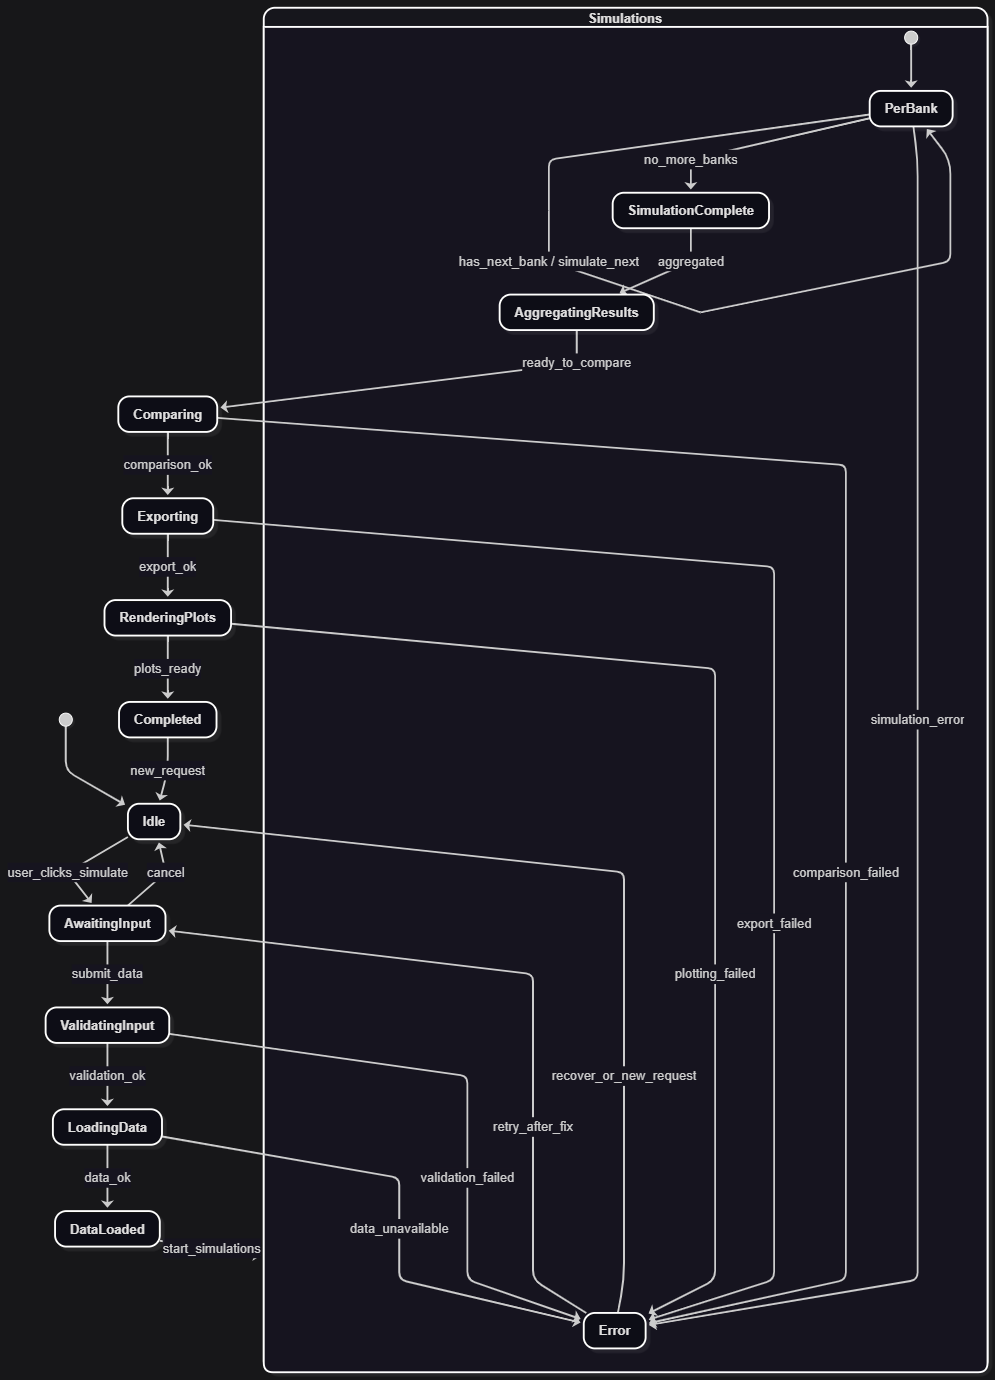 Simulations
PerBank
no_more_banks
SimulationComplete
has_next_bank / simulate_next
aggregated
AggregatingResults
ready_to_compare
Comparing
comparison_ok
Exporting
export_ok
RenderingPlots
plots_ready
Completed
simulation_error
new_request
Idle
user_clicks_simulate
cancel
comparison_failed
AwaitingInput
export_failed
submit_data
plotting_failed
ValidatingInput
validation_ok
recover_or_new_request
LoadingData
retry_after_fix
data_ok
validation_failed
DataLoaded
data_unavailable
start_simulations
Error